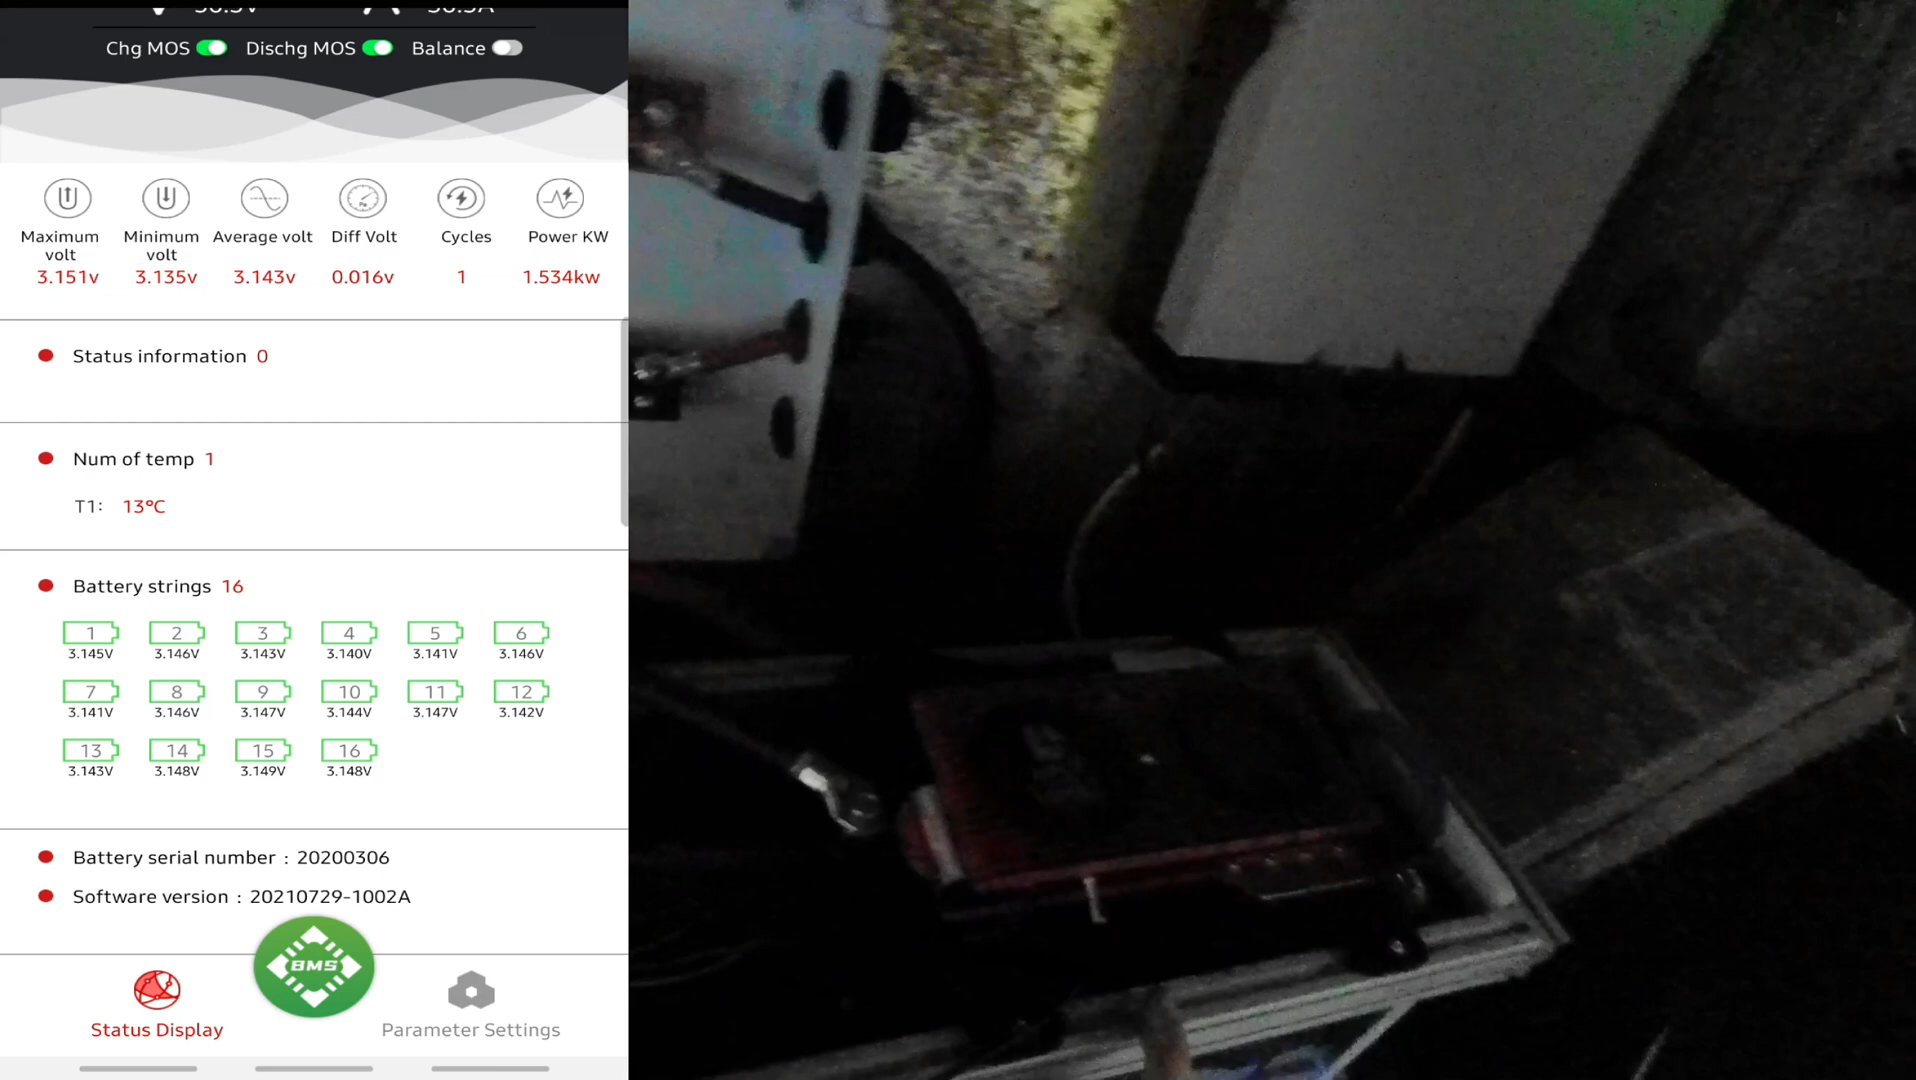 Chg MOS Dischg MOS Balance
Maximum volt Minimum volt Average volt Diff Volt Cycles Power KW
3.151v 3.135v 3.143v 0.016v 1 1.534kw
Status information 0
Num of temp 1
T1: 13℃
Battery strings 16
1 2 3 4 5 6
3.145V 3.146V 3.143V 3.140V 3.141V 3.146V
7 8 9 10 11 12
3.141V 3.146V 3.147V 3.144V 3.147V 3.142V
13 14 15 16
3.143V 3.148V 3.149V 3.148V
Battery serial number : 20200306
Software version : 20210729-1002A
BMS
Status Display Parameter Settings